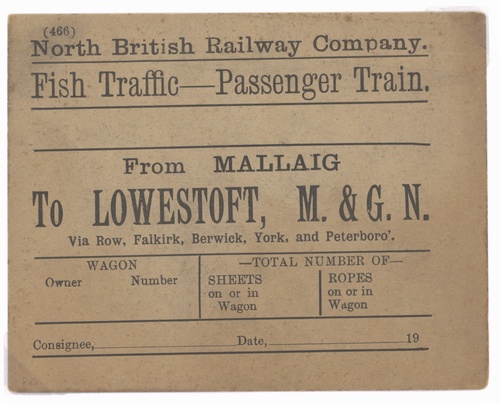 (466)
North British Railway Company.
Fish Traffic—Passenger Train.
From MALLAIG
To LOWESTOFT, M. & G. N.
Via Row, Falkirk, Berwick, York, and Peterboro'.
WAGON
Owner Number
—TOTAL NUMBER OF—
SHEETS
on or in
Wagon
ROPES
on or in
Wagon
Consignee, Date, 19